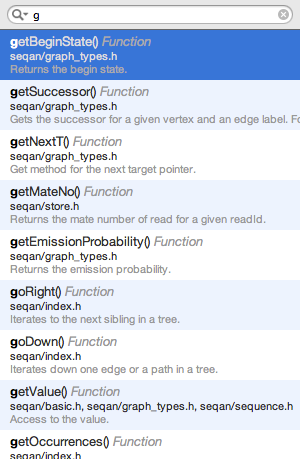 g
getBeginState() Function
seqan/graph_types.h
Returns the begin state.
getSuccessor() Function
seqan/graph_types.h
Gets the successor for a given vertex and an edge label. Fo
getNextT() Function
seqan/graph_types.h
Get method for the next target pointer.
getMateNo() Function
seqan/store.h
Returns the mate number of read for a given readId.
getEmissionProbability() Function
seqan/graph_types.h
Returns the emission probability.
goRight() Function
seqan/index.h
Iterates to the next sibling in a tree.
goDown() Function
seqan/index.h
Iterates down one edge or a path in a tree.
getValue() Function
seqan/basic.h, seqan/graph_types.h, seqan/sequence.h
Access to the value.
getOccurrences() Function
seqan/index.h